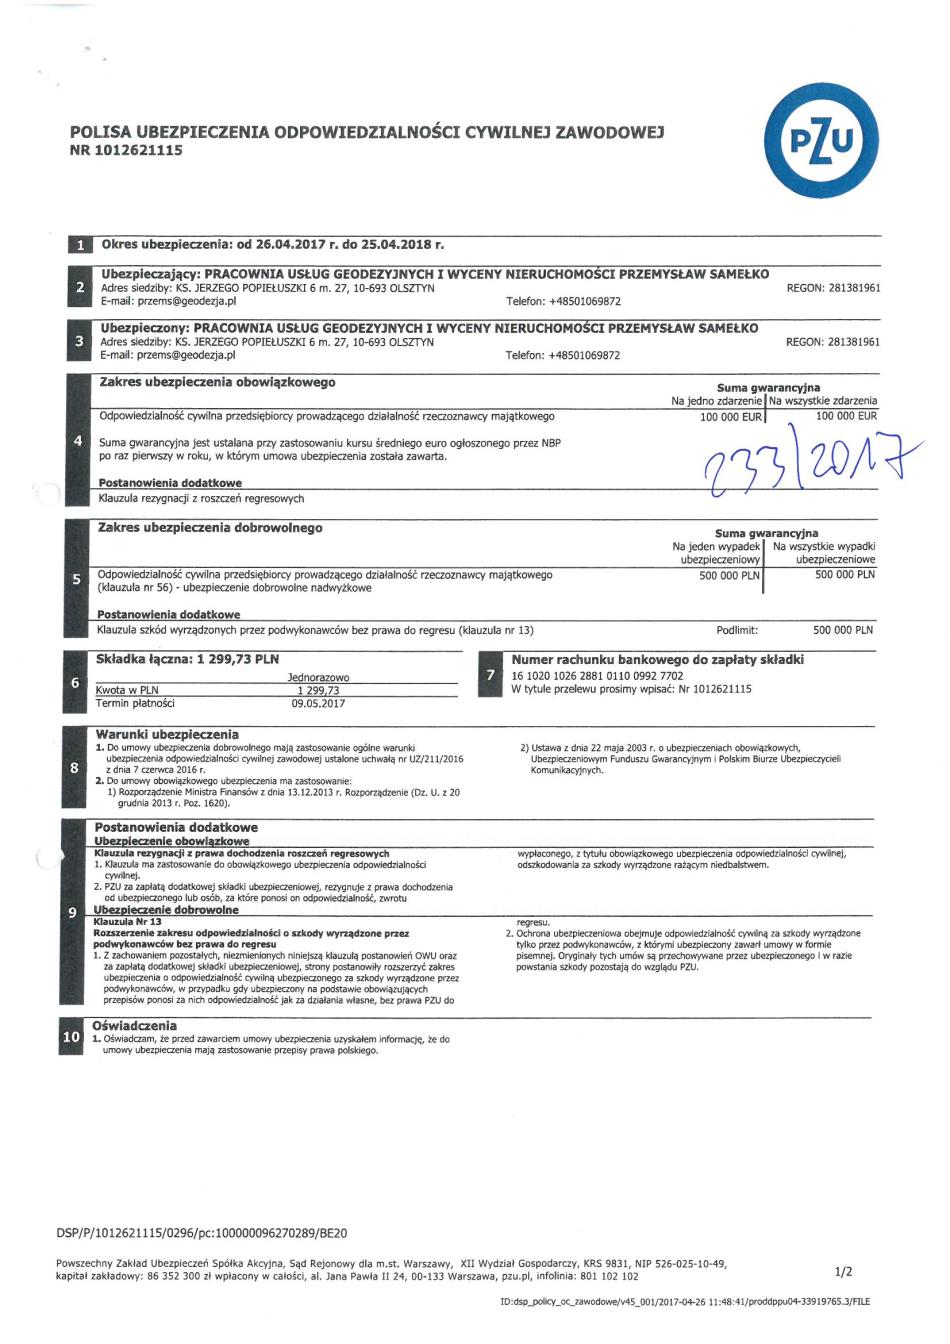 POLISA UBEZPIECZENIA ODPOWIEDZIALNOŚCI CYWILNEJ ZAWODOWEJ
NR 1012621115
PZU
1 Okres ubezpieczenia: od 26.04.2017 r. do 25.04.2018 r.
2 Ubezpieczający: PRACOWNIA USŁUG GEODEZYJNYCH I WYCENY NIERUCHOMOŚCI PRZEMYSŁAW SAMEŁKO
Adres siedziby: KS. JERZEGO POPIEŁUSZKI 6 m. 27, 10-693 OLSZTYN REGON: 281381961
E-mail: przems@geodezja.pl Telefon: +48501069872
3 Ubezpieczony: PRACOWNIA USŁUG GEODEZYJNYCH I WYCENY NIERUCHOMOŚCI PRZEMYSŁAW SAMEŁKO
Adres siedziby: KS. JERZEGO POPIEŁUSZKI 6 m. 27, 10-693 OLSZTYN REGON: 281381961
E-mail: przems@geodezja.pl Telefon: +48501069872
4 Zakres ubezpieczenia obowiązkowego
Suma gwarancyjna
Na jedno zdarzenie Na wszystkie zdarzenia
Odpowiedzialność cywilna przedsiębiorcy prowadzącego działalność rzeczoznawcy majątkowego 100 000 EUR 100 000 EUR
Suma gwarancyjna jest ustalana przy zastosowaniu kursu średniego euro ogłoszonego przez NBP
po raz pierwszy w roku, w którym umowa ubezpieczenia została zawarta.
233/2017
Postanowienia dodatkowe
Klauzula rezygnacji z roszczeń regresowych
5 Zakres ubezpieczenia dobrowolnego
Suma gwarancyjna
Na jeden wypadek Na wszystkie wypadki
ubezpieczeniowy ubezpieczeniowe
Odpowiedzialność cywilna przedsiębiorcy prowadzącego działalność rzeczoznawcy majątkowego 500 000 PLN 500 000 PLN
(klauzula nr 56) - ubezpieczenie dobrowolne nadwyżkowe
Postanowienia dodatkowe
Klauzula szkód wyrządzonych przez podwykonawców bez prawa do regresu (klauzula nr 13) Podlimit: 500 000 PLN
6 Składka łączna: 1 299,73 PLN
Jednorazowo
Kwota w PLN 1 299,73
Termin płatności 09.05.2017
7 Numer rachunku bankowego do zapłaty składki
16 1020 1026 2881 0110 0992 7702
W tytule przelewu prosimy wpisać: Nr 1012621115
8 Warunki ubezpieczenia
1. Do umowy ubezpieczenia dobrowolnego mają zastosowanie ogólne warunki
ubezpieczenia odpowiedzialności cywilnej zawodowej ustalone uchwałą nr UZ/211/2016
z dnia 7 czerwca 2016 r.
2. Do umowy obowiązkowego ubezpieczenia ma zastosowanie:
1) Rozporządzenie Ministra Finansów z dnia 13.12.2013 r. Rozporządzenie (Dz. U. z 20
grudnia 2013 r. Poz. 1620).
2) Ustawa z dnia 22 maja 2003 r. o ubezpieczeniach obowiązkowych,
Ubezpieczeniowym Funduszu Gwarancyjnym i Polskim Biurze Ubezpieczycieli
Komunikacyjnych.
9 Postanowienia dodatkowe
Ubezpieczenie obowiązkowe
Klauzula rezygnacji z prawa dochodzenia roszczeń regresowych
1. Klauzula ma zastosowanie do obowiązkowego ubezpieczenia odpowiedzialności
cywilnej.
2. PZU za zapłatą dodatkowej składki ubezpieczeniowej, rezygnuje z prawa dochodzenia
od ubezpieczonego lub osób, za które ponosi on odpowiedzialność, zwrotu
wypłaconego, z tytułu obowiązkowego ubezpieczenia odpowiedzialności cywilnej,
odszkodowania za szkody wyrządzone rażącym niedbalstwem.
Ubezpieczenie dobrowolne
Klauzula Nr 13
Rozszerzenie zakresu odpowiedzialności o szkody wyrządzone przez
podwykonawców bez prawa do regresu
1. Z zachowaniem pozostałych, niezmienionych niniejszą klauzulą postanowień OWU oraz
za zapłatą dodatkowej składki ubezpieczeniowej, strony postanowiły rozszerzyć zakres
ubezpieczenia o odpowiedzialność cywilną ubezpieczonego za szkody wyrządzone przez
podwykonawców, w przypadku gdy ubezpieczony na podstawie obowiązujących
przepisów ponosi za nich odpowiedzialność jak za działania własne, bez prawa PZU do
regresu.
2. Ochrona ubezpieczeniowa obejmuje odpowiedzialność cywilną za szkody wyrządzone
tylko przez podwykonawców, z którymi ubezpieczony zawarł umowy w formie
pisemnej. Oryginały tych umów są przechowywane przez ubezpieczonego i w razie
powstania szkody pozostają do wglądu PZU.
10 Oświadczenia
1. Oświadczam, że przed zawarciem umowy ubezpieczenia uzyskałem informację, że do
umowy ubezpieczenia mają zastosowanie przepisy prawa polskiego.
DSP/P/1012621115/0296/pc:100000096270289/BE20
Powszechny Zakład Ubezpieczeń Spółka Akcyjna, Sąd Rejonowy dla m.st. Warszawy, XII Wydział Gospodarczy, KRS 9831, NIP 526-025-10-49,
kapitał zakładowy: 86 352 300 zł wpłacony w całości, al. Jana Pawła II 24, 00-133 Warszawa, pzu.pl, infolinia: 801 102 102
1/2
ID:dsp_policy_oc_zawodowe/v45_001/2017-04-26 11:48:41/proddppu04-33919765.3/FILE